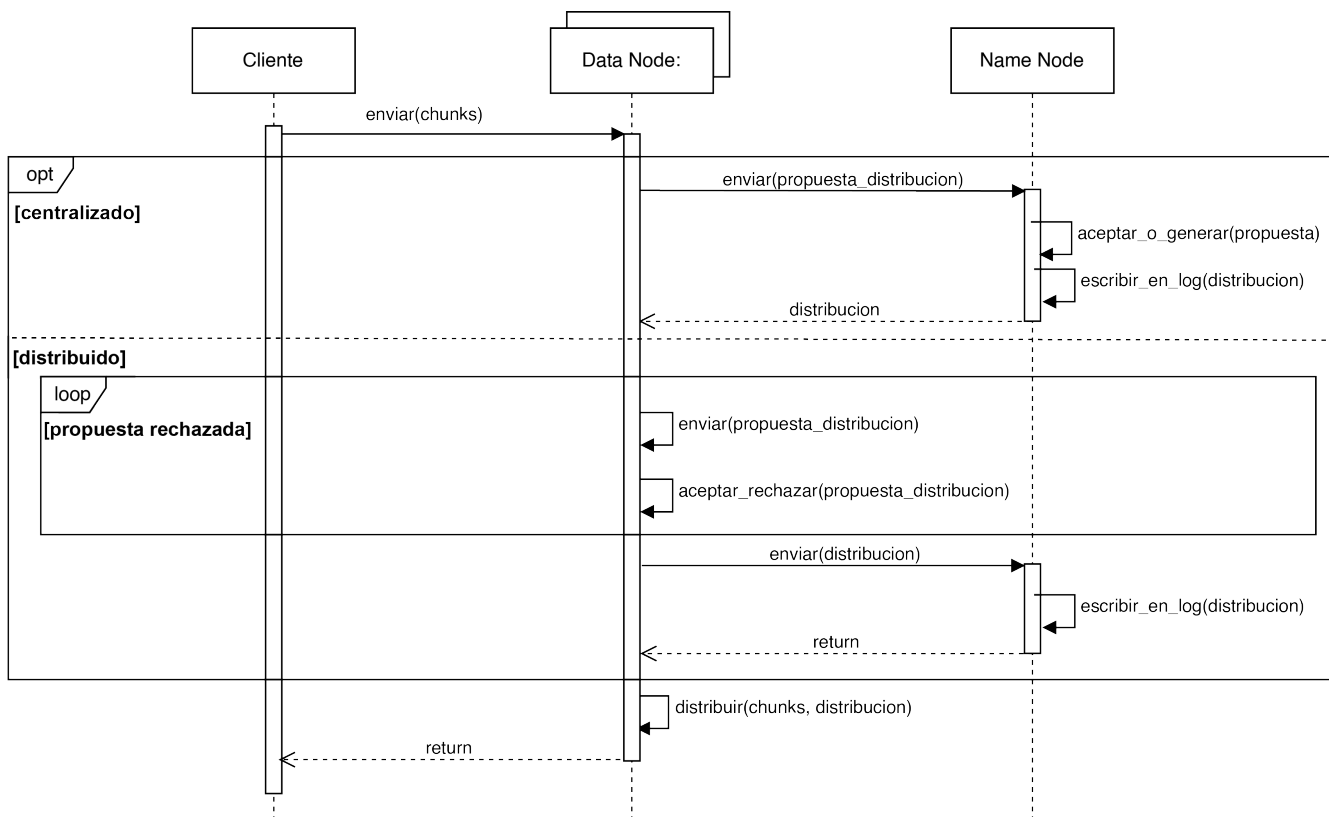 Cliente
Data Node:
Name Node
enviar(chunks)
opt
enviar(propuesta_distribucion)
[centralizado]
aceptar_o_generar(propuesta)
escribir_en_log(distribucion)
distribucion
[distribuido]
loop
[propuesta rechazada]
enviar(propuesta_distribucion)
aceptar_rechazar(propuesta_distribucion)
enviar(distribucion)
escribir_en_log(distribucion)
return
distribuir(chunks, distribucion)
return